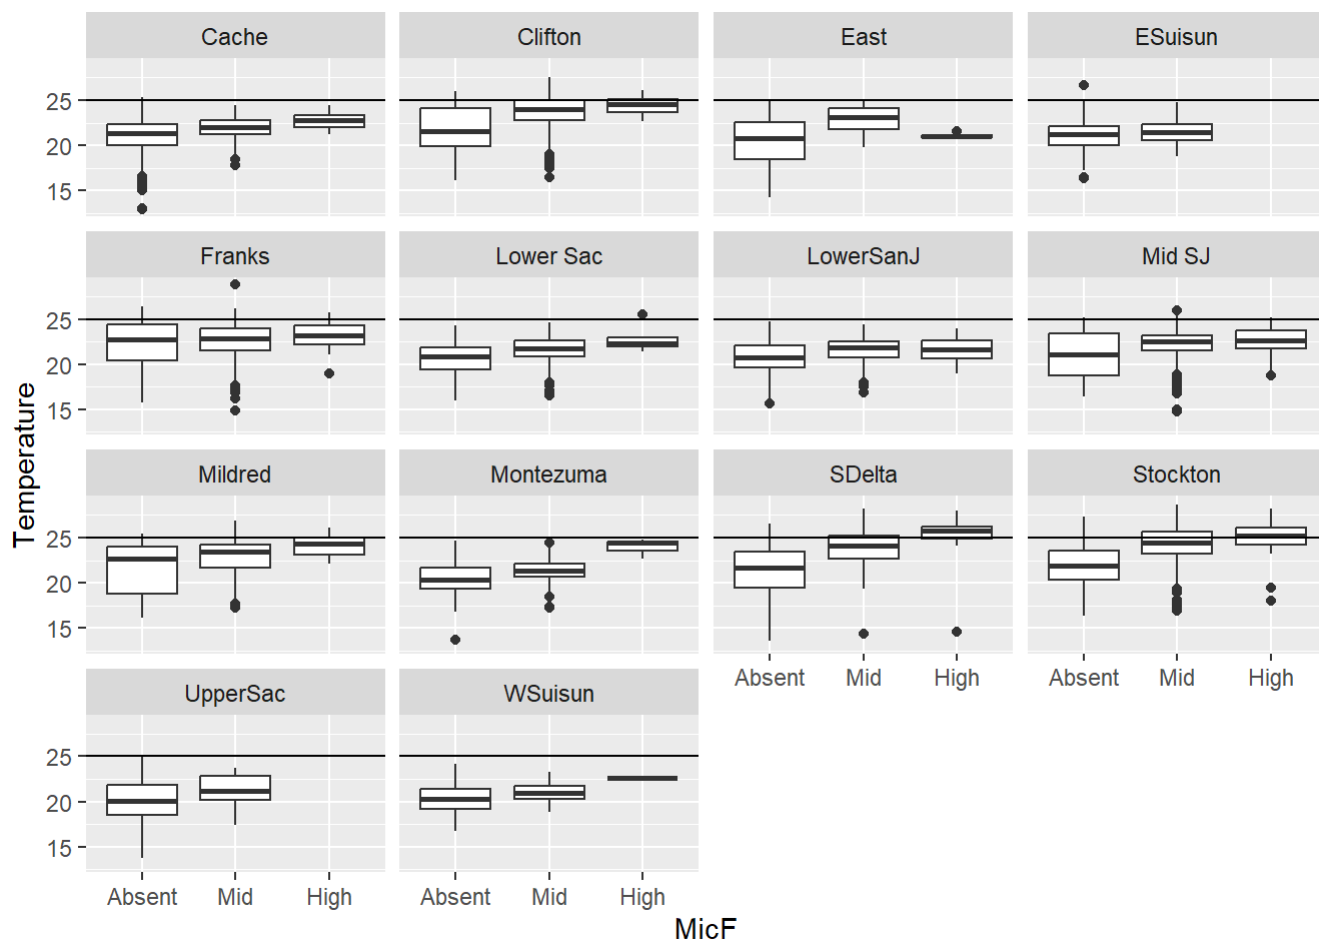 Cache Clifton East ESuisun
25
20
15
Franks Lower Sac LowerSanJ Mid SJ
25
20
15
Temperature
Mildred Montezuma SDelta Stockton
25
20
15
Absent Mid High Absent Mid High
UpperSac WSuisun
25
20
15
Absent Mid High Absent Mid High
MicF